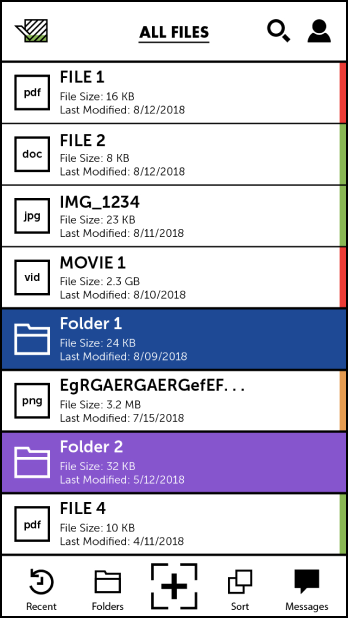 ALL FILES
pdf
FILE 1
File Size: 16 KB
Last Modified: 8/12/2018
doc
FILE 2
File Size: 8 KB
Last Modified: 8/12/2018
jpg
IMG_1234
File Size: 23 KB
Last Modified: 8/11/2018
vid
MOVIE 1
File Size: 2.3 GB
Last Modified: 8/10/2018
Folder 1
File Size: 24 KB
Last Modified: 8/09/2018
png
EgRGAERGAERGefEF. . .
File Size: 3.2 MB
Last Modified: 7/15/2018
Folder 2
File Size: 32 KB
Last Modified: 5/12/2018
pdf
FILE 4
File Size: 10 KB
Last Modified: 4/11/2018
Recent
Folders
Sort
Messages